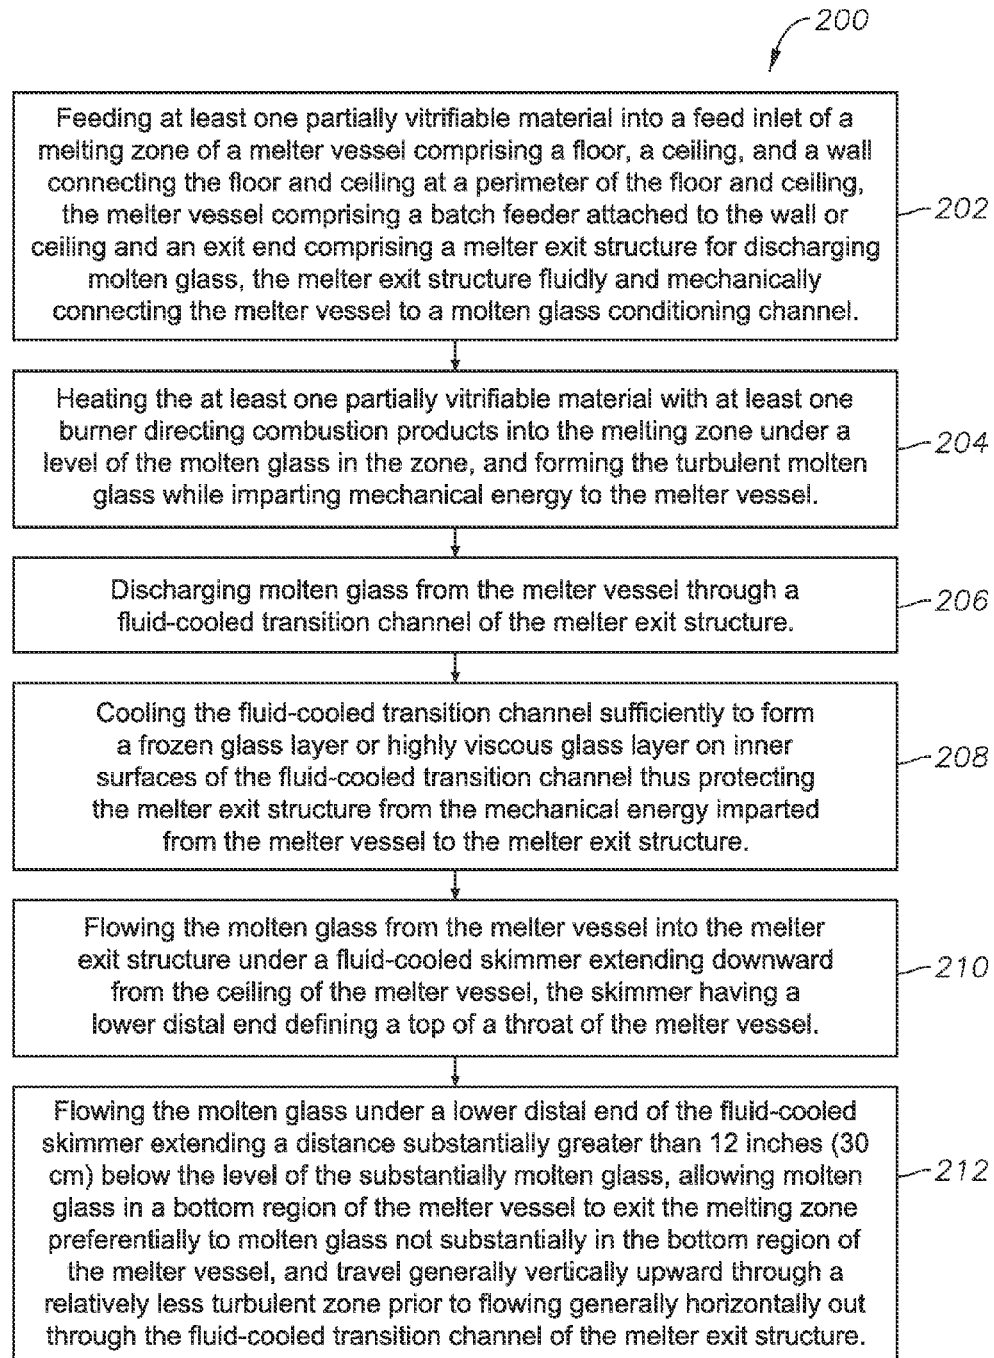 200
Feeding at least one partially vitrifiable material into a feed inlet of a
melting zone of a melter vessel comprising a floor, a ceiling, and a wall
connecting the floor and ceiling at a perimeter of the floor and ceiling,
the melter vessel comprising a batch feeder attached to the wall or
ceiling and an exit end comprising a melter exit structure for discharging
molten glass, the melter exit structure fluidly and mechanically
connecting the melter vessel to a molten glass conditioning channel.
202
Heating the at least one partially vitrifiable material with at least one
burner directing combustion products into the melting zone under a
level of the molten glass in the zone, and forming the turbulent molten
glass while imparting mechanical energy to the melter vessel.
204
Discharging molten glass from the melter vessel through a
fluid-cooled transition channel of the melter exit structure.
206
Cooling the fluid-cooled transition channel sufficiently to form
a frozen glass layer or highly viscous glass layer on inner
surfaces of the fluid-cooled transition channel thus protecting
the melter exit structure from the mechanical energy imparted
from the melter vessel to the melter exit structure.
208
Flowing the molten glass from the melter vessel into the melter
exit structure under a fluid-cooled skimmer extending downward
from the ceiling of the melter vessel, the skimmer having a
lower distal end defining a top of a throat of the melter vessel.
210
Flowing the molten glass under a lower distal end of the fluid-cooled
skimmer extending a distance substantially greater than 12 inches (30
cm) below the level of the substantially molten glass, allowing molten
glass in a bottom region of the melter vessel to exit the melting zone
preferentially to molten glass not substantially in the bottom region of
the melter vessel, and travel generally vertically upward through a
relatively less turbulent zone prior to flowing generally horizontally out
through the fluid-cooled transition channel of the melter exit structure.
212